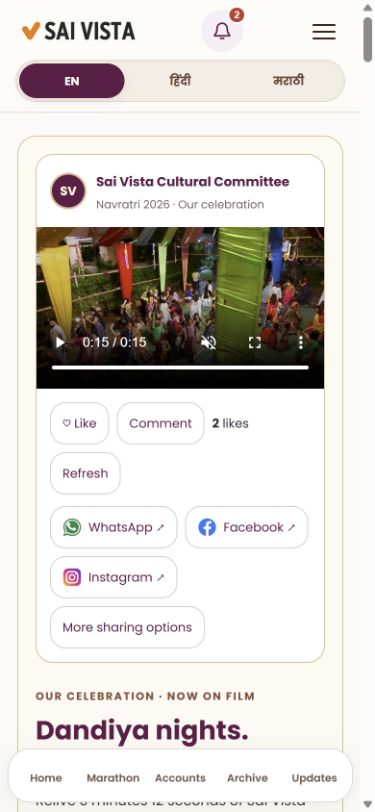 SAI VISTA
2
EN
हिंदी
मराठी
SV
Sai Vista Cultural Committee
Navratri 2026 · Our celebration
0:15 / 0:15
♡ Like
Comment
2 likes
Refresh
WhatsApp ↗
Facebook ↗
Instagram ↗
More sharing options
OUR CELEBRATION · NOW ON FILM
Dandiya nights.
Home
Marathon
Accounts
Archive
Updates